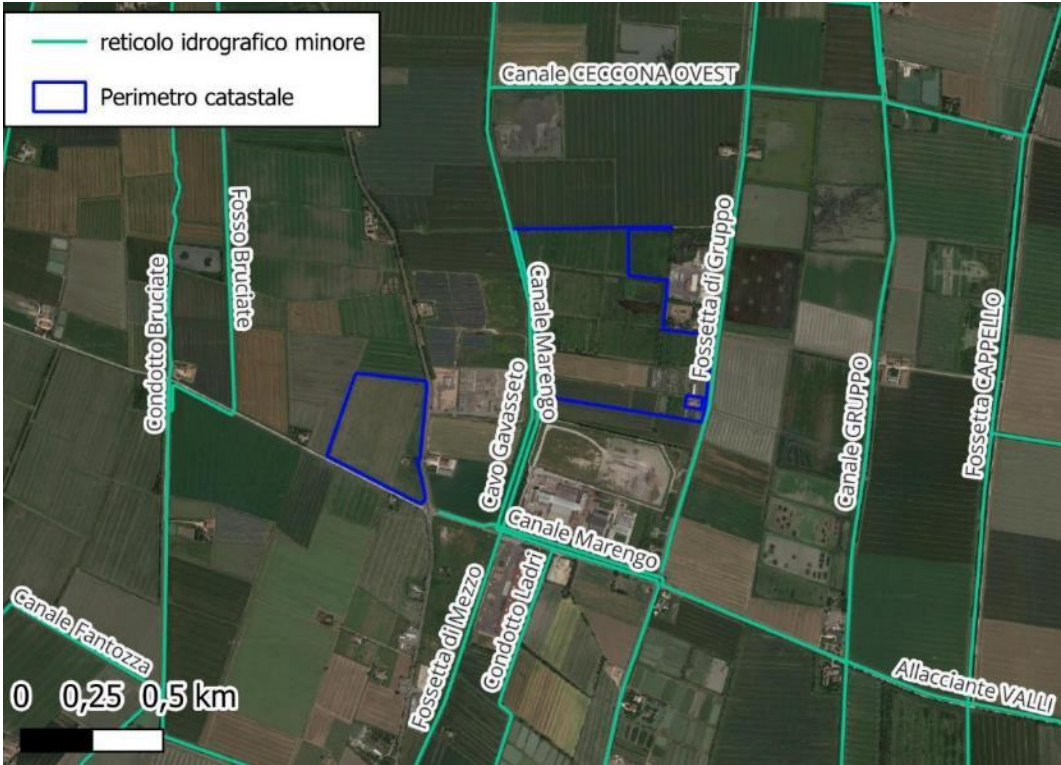 reticolo idrografico minore
Perimetro catastale
Canale CECCONA OVEST
Fosso Bruciate
Condotto Bruciate
Fossetta di Gruppo
Canale Marengo
Cavo Gavasseto
Canale GRUPPO
Fossetta CAPPELLO
Canale Marengo
Condotto Ladri
Fossetta di Mezzo
Canale Fantozza
Allacciante VALLI
0 0,25 0,5 km